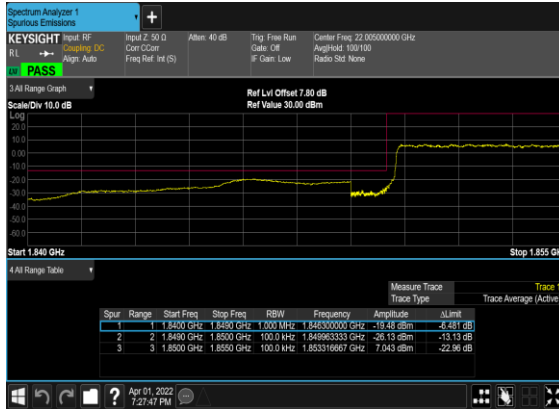 Spectrum Analyzer 1
Spurious Emissions
KEYSIGHT Input: RF Input Z: 50 Ω Atten: 40 dB Trig: Free Run Center Freq: 22.005000000 GHz
RL Coupling: DC Corr CCorr Gate: Off Avg|Hold: 100/100
Align: Auto Freq Ref: Int (S) IF Gain: Low Radio Std: None
PASS
3 All Range Graph
Ref Lvl Offset 7.80 dB
Scale/Div 10.0 dB Ref Value 30.00 dBm
Log
20.0
10.0
0.00
-10.0
-20.0
-30.0
-40.0
-50.0
-60.0
Start 1.840 GHz Stop 1.855 GH
4 All Range Table
Measure Trace Trace 1
Trace Type Trace Average (Active
Spur Range Start Freq Stop Freq RBW Frequency Amplitude ΔLimit
1 1 1.8400 GHz 1.8490 GHz 1.000 MHz 1.846300000 GHz -19.48 dBm -6.481 dB
2 2 1.8490 GHz 1.8500 GHz 100.0 kHz 1.849963333 GHz -26.13 dBm -13.13 dB
3 3 1.8500 GHz 1.8550 GHz 100.0 kHz 1.853316667 GHz 7.043 dBm -22.96 dB
Apr 01, 2022
7:27:47 PM